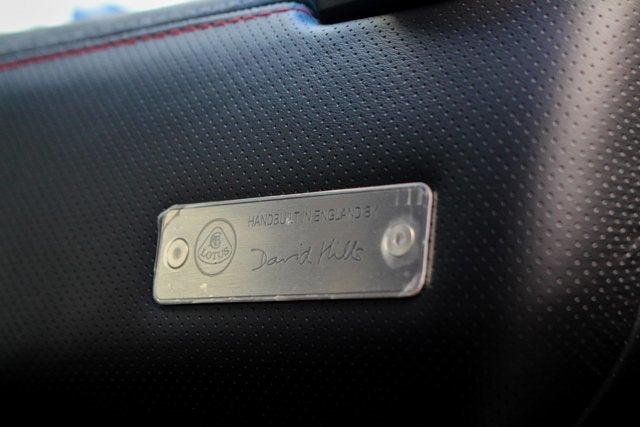 HANDBUILT IN ENGLAND BY
LOTUS
David Hills